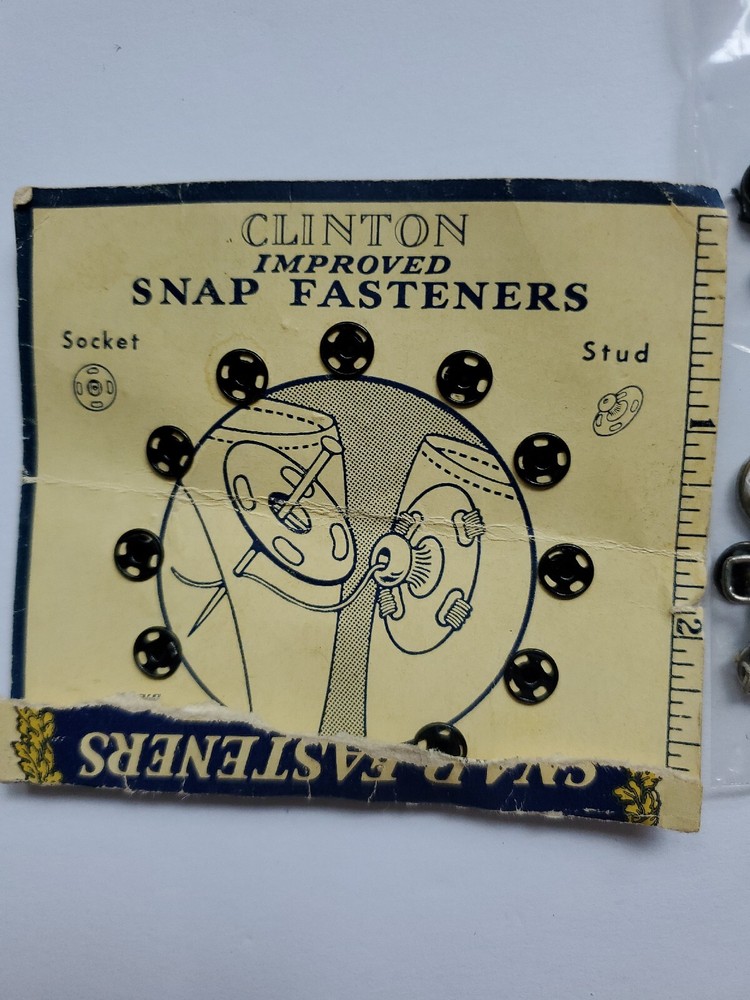 CLINTON
IMPROVED
SNAP FASTENERS
Socket
Stud
1
2
SNAP FASTENERS